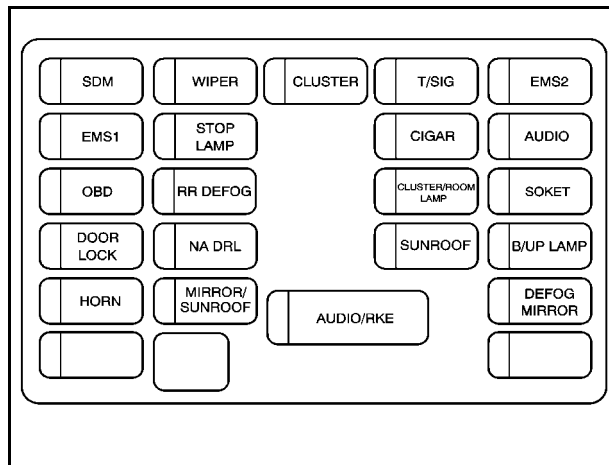 SDM
WIPER
CLUSTER
T/SIG
EMS2
EMS1
STOP
LAMP
CIGAR
AUDIO
OBD
RR DEFOG
CLUSTER/ROOM
LAMP
SOKET
DOOR
LOCK
NA DRL
SUNROOF
B/UP LAMP
HORN
MIRROR/
SUNROOF
AUDIO/RKE
DEFOG
MIRROR